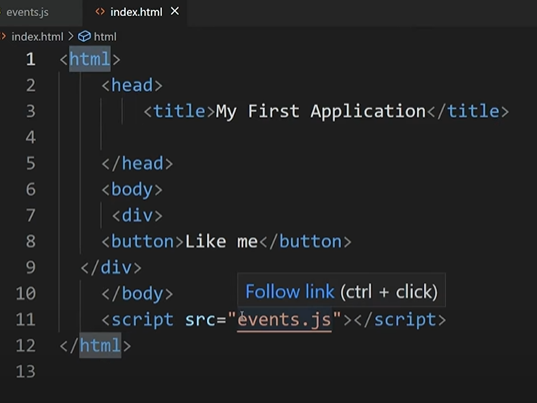 events.js index.html ×
index.html > html
1 <html>
2 <head>
3 <title>My First Application</title>
4
5 </head>
6 <body>
7 <div>
8 <button>Like me</button>
9 </div>
Follow link (ctrl + click)
10 </body>
11 <script src="events.js"></script>
12 </html>
13